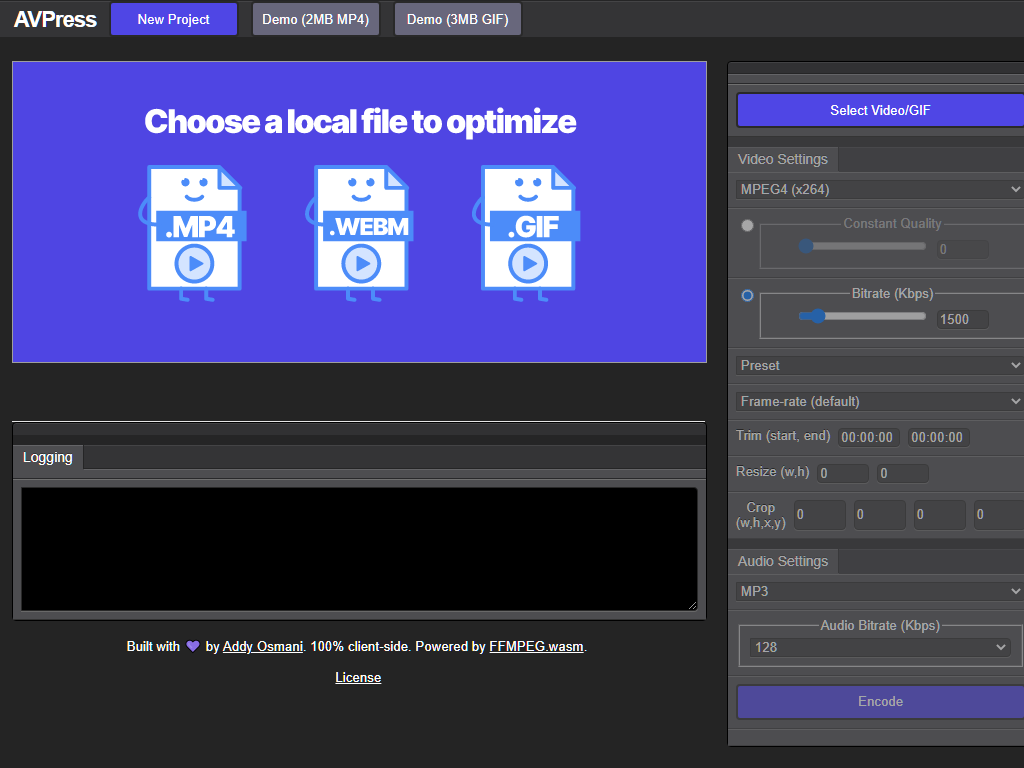 AVPress
New Project
Demo (2MB MP4)
Demo (3MB GIF)
Choose a local file to optimize
.MP4
.WEBM
.GIF
Select Video/GIF
Video Settings
MPEG4 (x264)
Constant Quality
0
Bitrate (Kbps)
1500
Preset
Frame-rate (default)
Trim (start, end) 00:00:00 00:00:00
Resize (w,h) 0 0
Crop
(w,h,x,y) 0 0 0 0
Audio Settings
MP3
Audio Bitrate (Kbps)
128
Encode
Logging
Built with 💜 by Addy Osmani. 100% client-side. Powered by FFMPEG.wasm.
License